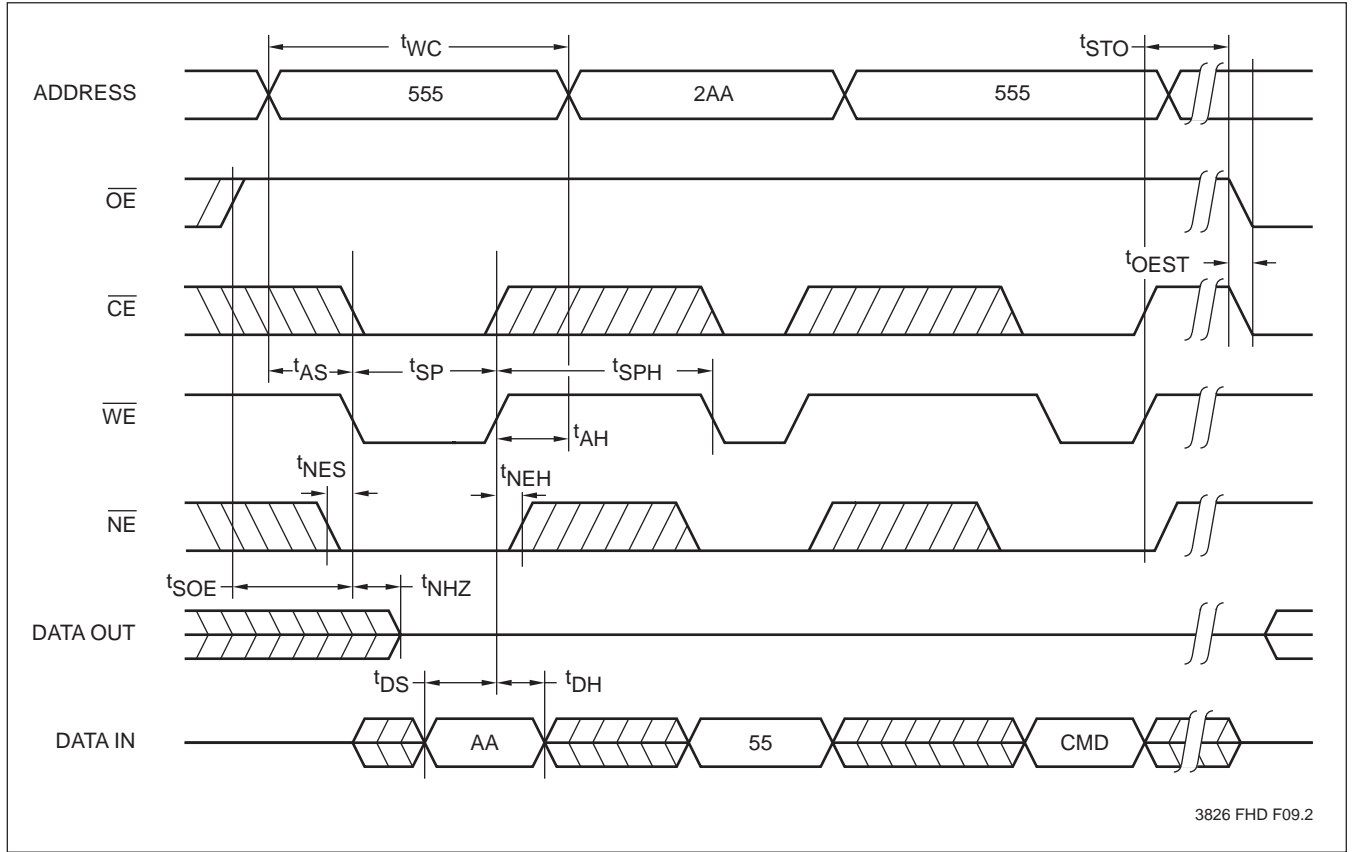 tWC
tSTO
ADDRESS
555
2AA
555
OE
tOEST
CE
tAS
tSP
tSPH
WE
tAH
tNES
tNEH
NE
tSOE
tNHZ
DATA OUT
tDS
tDH
DATA IN
AA
55
CMD
3826 FHD F09.2